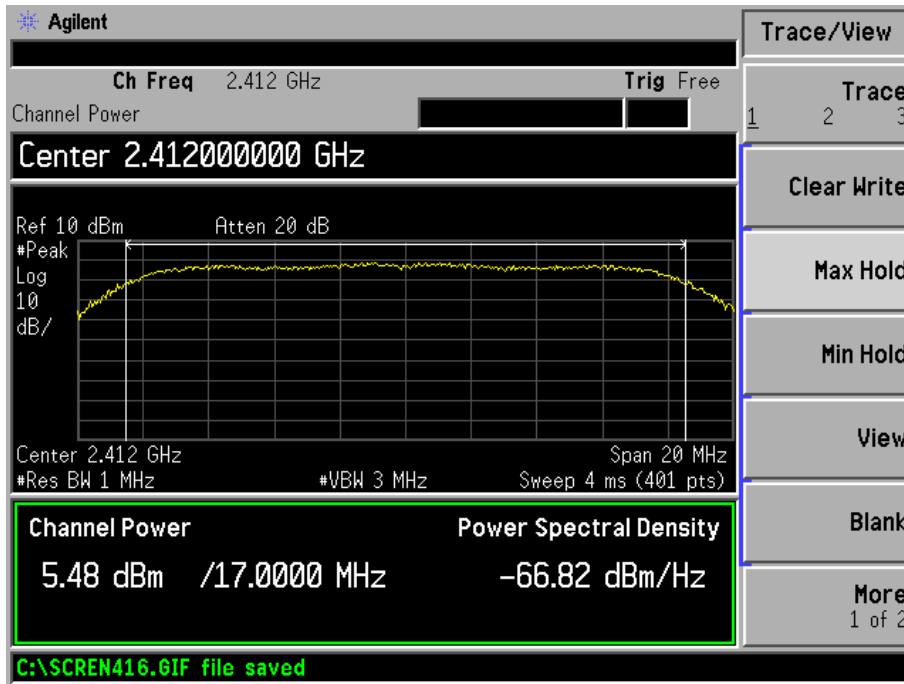 Agilent
Trace/View
Ch Freq 2.412 GHz Trig Free
Channel Power
Trace
1 2 3
Center 2.412000000 GHz
Clear Write
Ref 10 dBm Atten 20 dB
#Peak
Log
10
dB/
Max Hold
Min Hold
Center 2.412 GHz Span 20 MHz
#Res BW 1 MHz #VBW 3 MHz Sweep 4 ms (401 pts)
View
Channel Power Power Spectral Density
5.48 dBm /17.0000 MHz -66.82 dBm/Hz
Blank
More
1 of 2
C:\SCREN416.GIF file saved